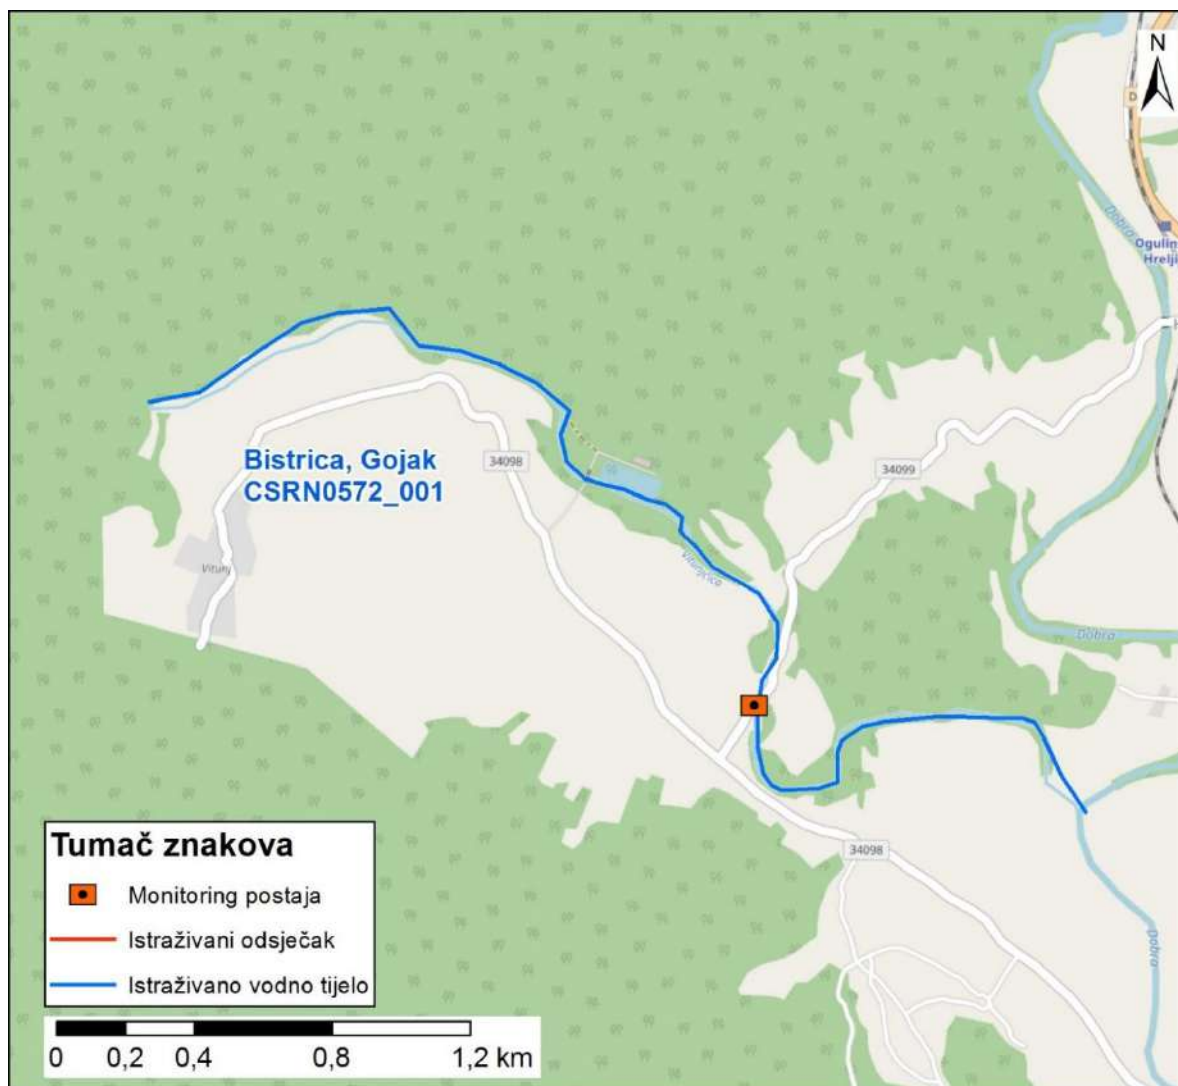 N
D
Dobra
Ogulin
Hrelji
34098
Bistrica, Gojak
CSRN0572_001
34099
Vitunj
Vitunjčica
Dobra
34098
Dobra
Tumač znakova
Monitoring postaja
Istraživani odsječak
Istraživano vodno tijelo
0 0,2 0,4 0,8 1,2 km